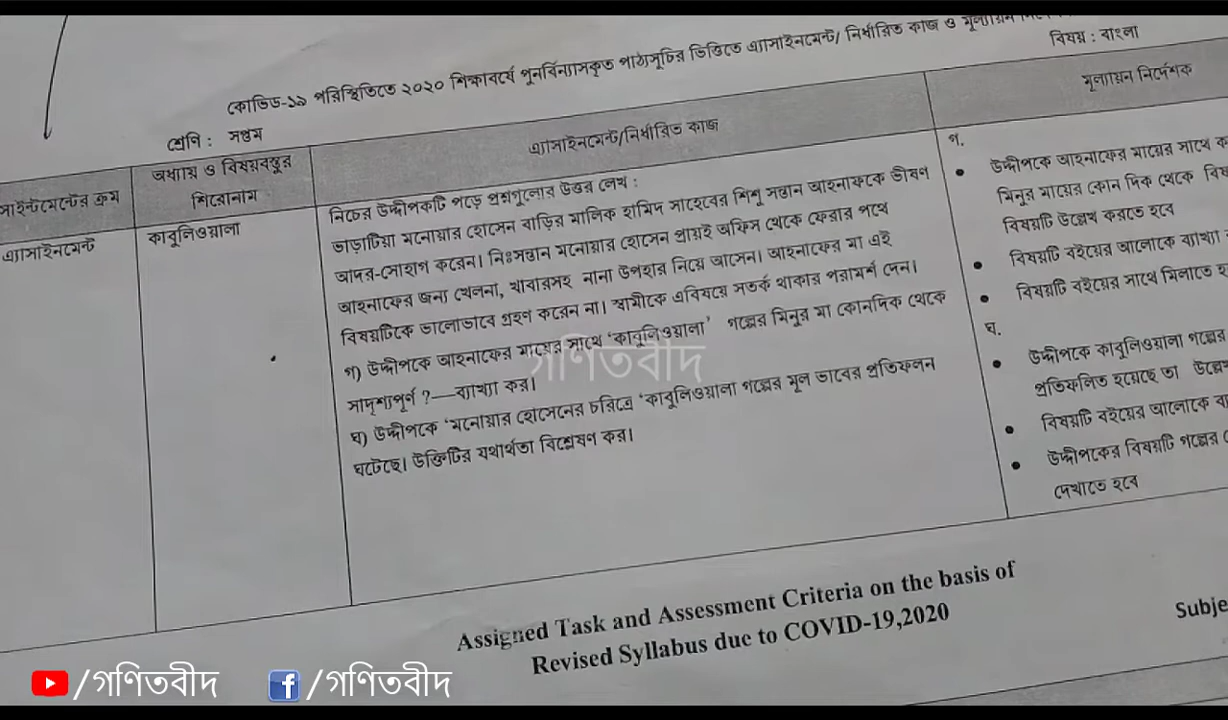 কোভিড-১৯ পরিস্থিতিতে ২০২০ শিক্ষাবর্ষে পুনর্বিন্যাসকৃত পাঠ্যসূচির ভিত্তিতে এ্যাসাইনমেন্ট/ নির্ধারিত কাজ ও মূল্যায়ন
বিষয় : বাংলা
শ্রেণি : সপ্তম
সাইন্টমেন্টের ক্রম
অধ্যায় ও বিষয়বস্তুর
শিরোনাম
এ্যাসাইনমেন্ট/নির্ধারিত কাজ
মূল্যায়ন নির্দেশক
এ্যাসাইনমেন্ট
কাবুলিওয়ালা
নিচের উদ্দীপকটি পড়ে প্রশ্নগুলোর উত্তর লেখ :
ভাড়াটিয়া মনোয়ার হোসেন বাড়ির মালিক হামিদ সাহেবের শিশু সন্তান আহনাফকে ভীষণ
আদর-সোহাগ করেন। নিঃসন্তান মনোয়ার হোসেন প্রায়ই অফিস থেকে ফেরার পথে
আহনাফের জন্য খেলনা, খাবারসহ নানা উপহার নিয়ে আসেন। আহনাফের মা এই
বিষয়টিকে ভালোভাবে গ্রহণ করেন না। স্বামীকে এবিষয়ে সতর্ক থাকার পরামর্শ দেন।
গ) উদ্দীপকে আহনাফের মায়ের সাথে ‘কাবুলিওয়ালা’ গল্পের মিনুর মা কোনদিক থেকে
সাদৃশ্যপূর্ণ ?—ব্যাখ্যা কর।
ঘ) উদ্দীপকে ‘মনোয়ার হোসেনের চরিত্রে ‘কাবুলিওয়ালা গল্পের মূল ভাবের প্রতিফলন
ঘটেছে। উক্তিটির যথার্থতা বিশ্লেষণ কর।
গ.
• উদ্দীপকে আহনাফের মায়ের সাথে
মিনুর মায়ের কোন দিক থেকে
বিষয়টি উল্লেখ করতে হবে
• বিষয়টি বইয়ের আলোকে ব্যাখ্যা
• বিষয়টি বইয়ের সাথে মিলাতে
ঘ.
• উদ্দীপকে কাবুলিওয়ালা গল্পের
প্রতিফলিত হয়েছে তা
• বিষয়টি বইয়ের আলোকে
• উদ্দীপকের বিষয়টি গল্পের
দেখাতে হবে
গণিতবীদ
Assigned Task and Assessment Criteria on the basis of
Revised Syllabus due to COVID-19,2020
Subje
/গণিতবীদ
/গণিতবীদ